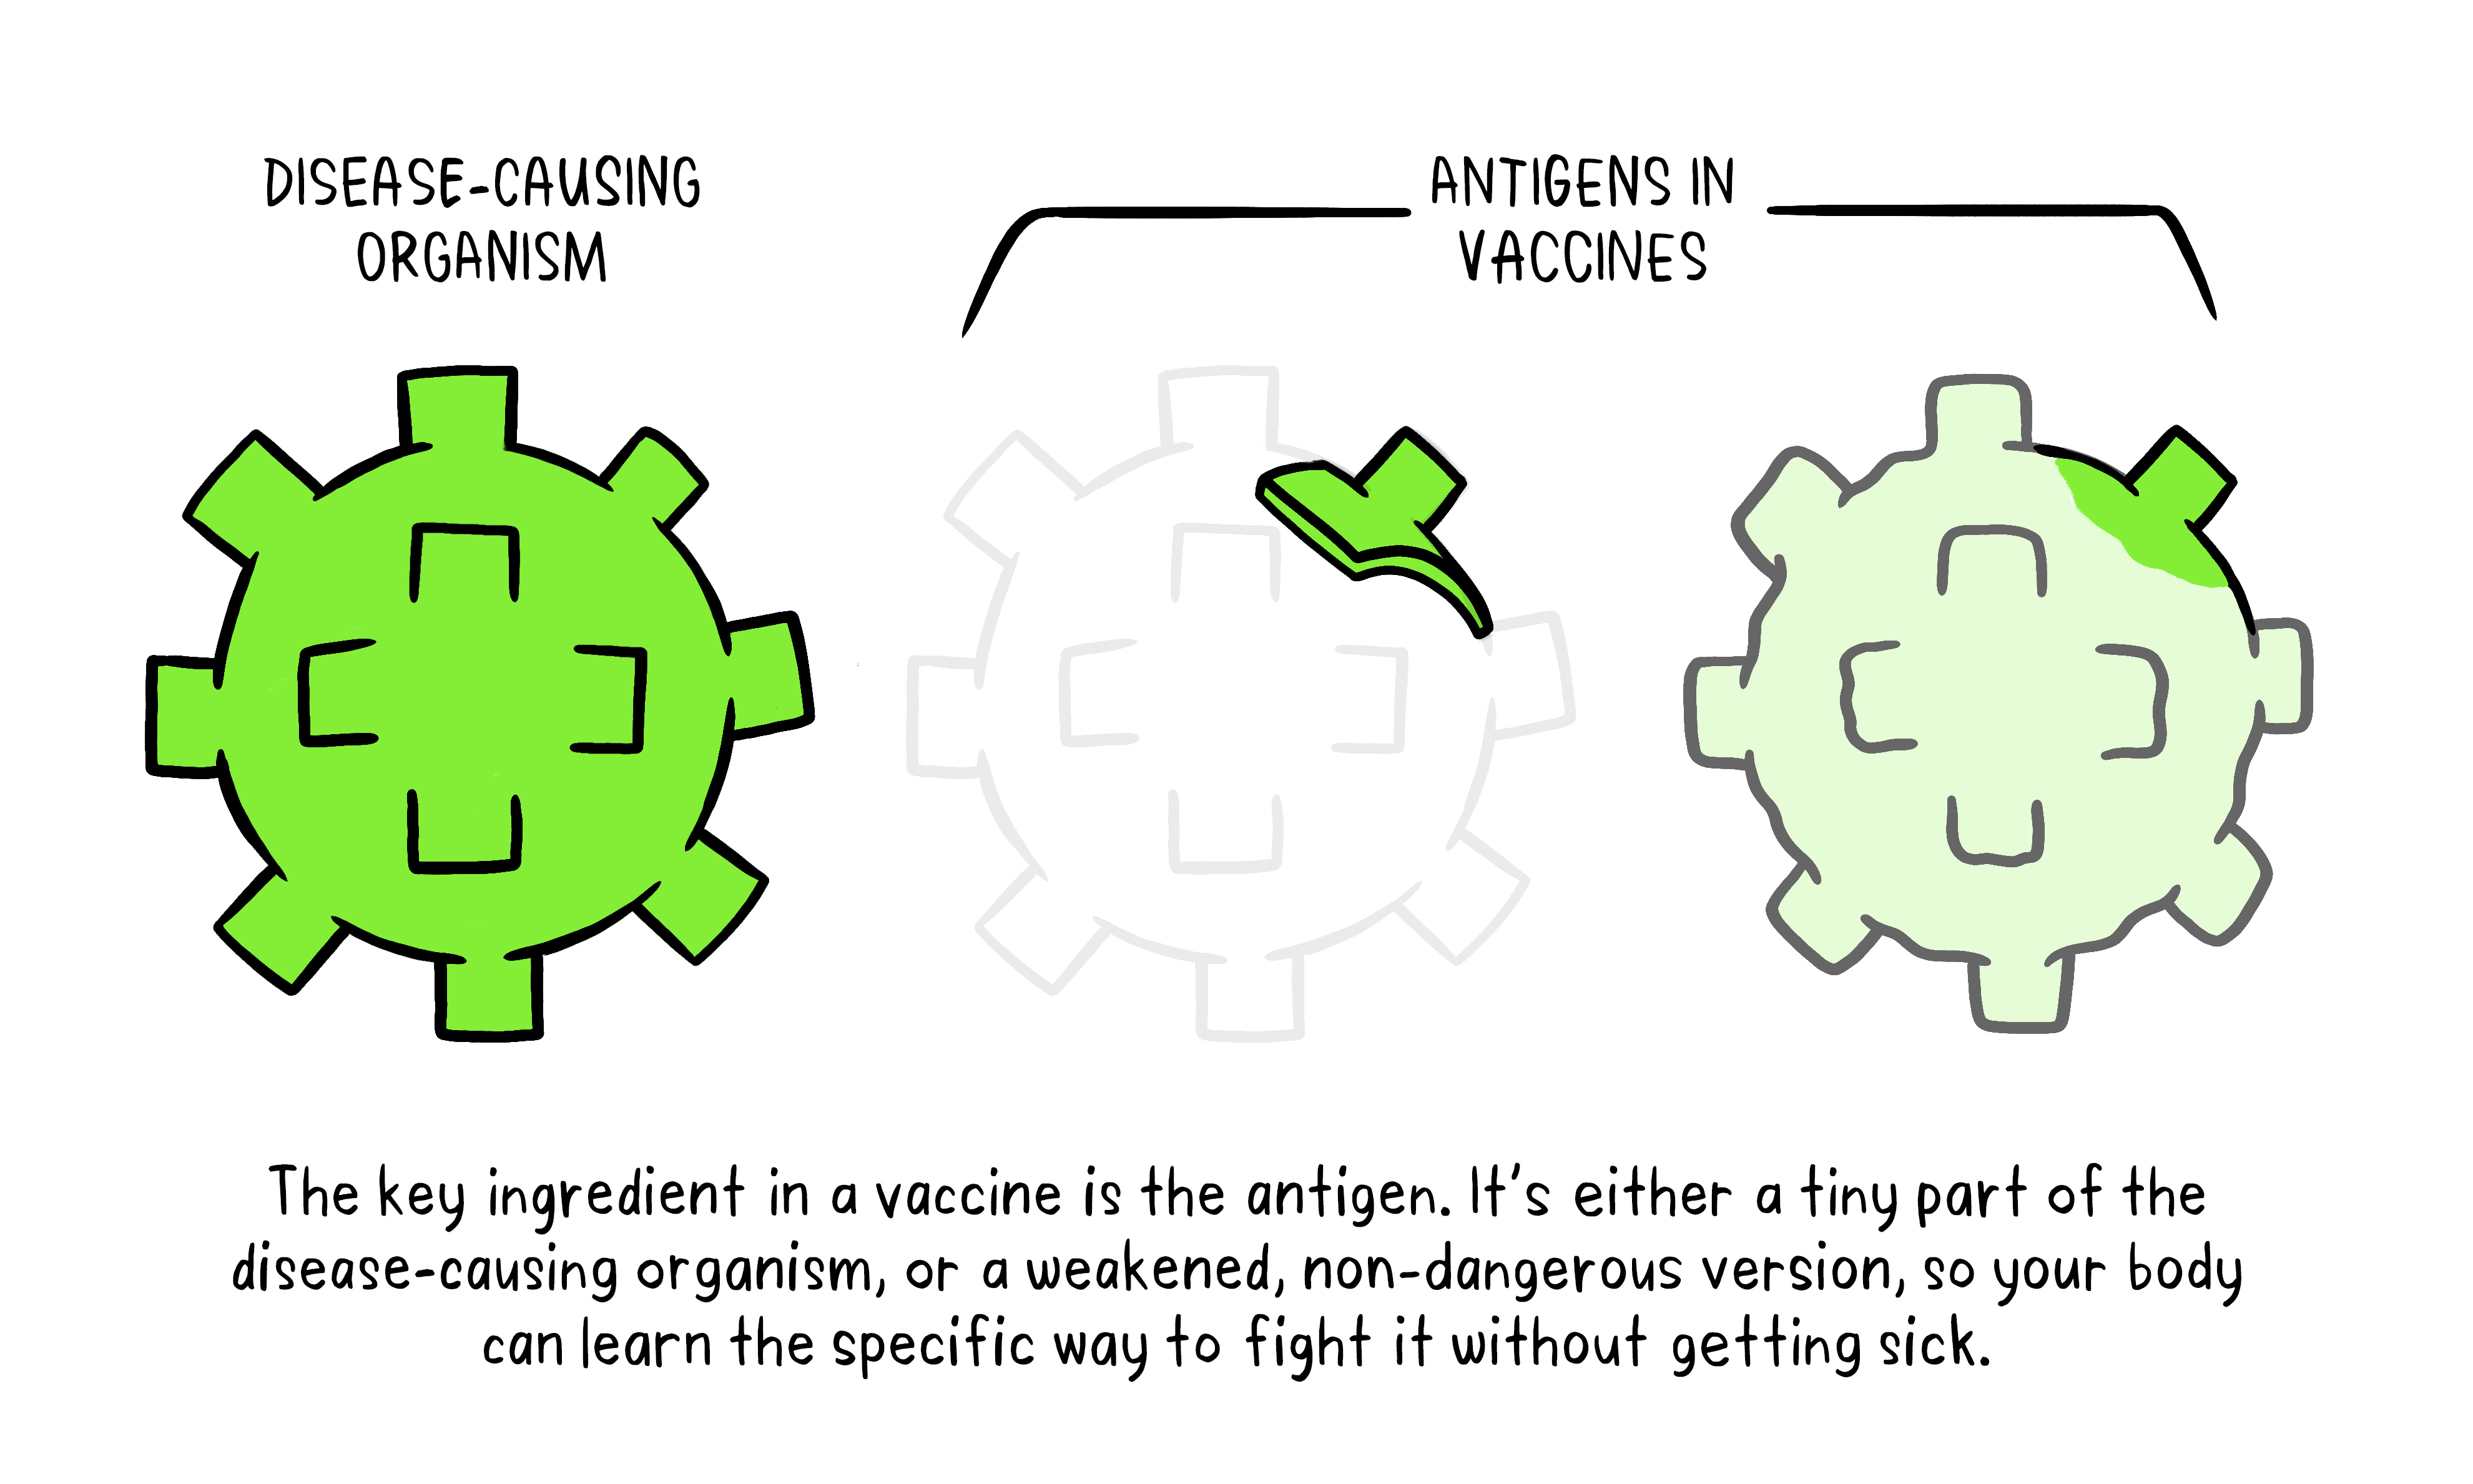 DISEASE-CAUSING
ORGANISM
ANTIGENS IN
VACCINES
The key ingredient in a vaccine is the antigen. It's either a tiny part of the
disease-causing organism, or a weakened, non-dangerous version, so your body
can learn the specific way to fight it without getting sick.